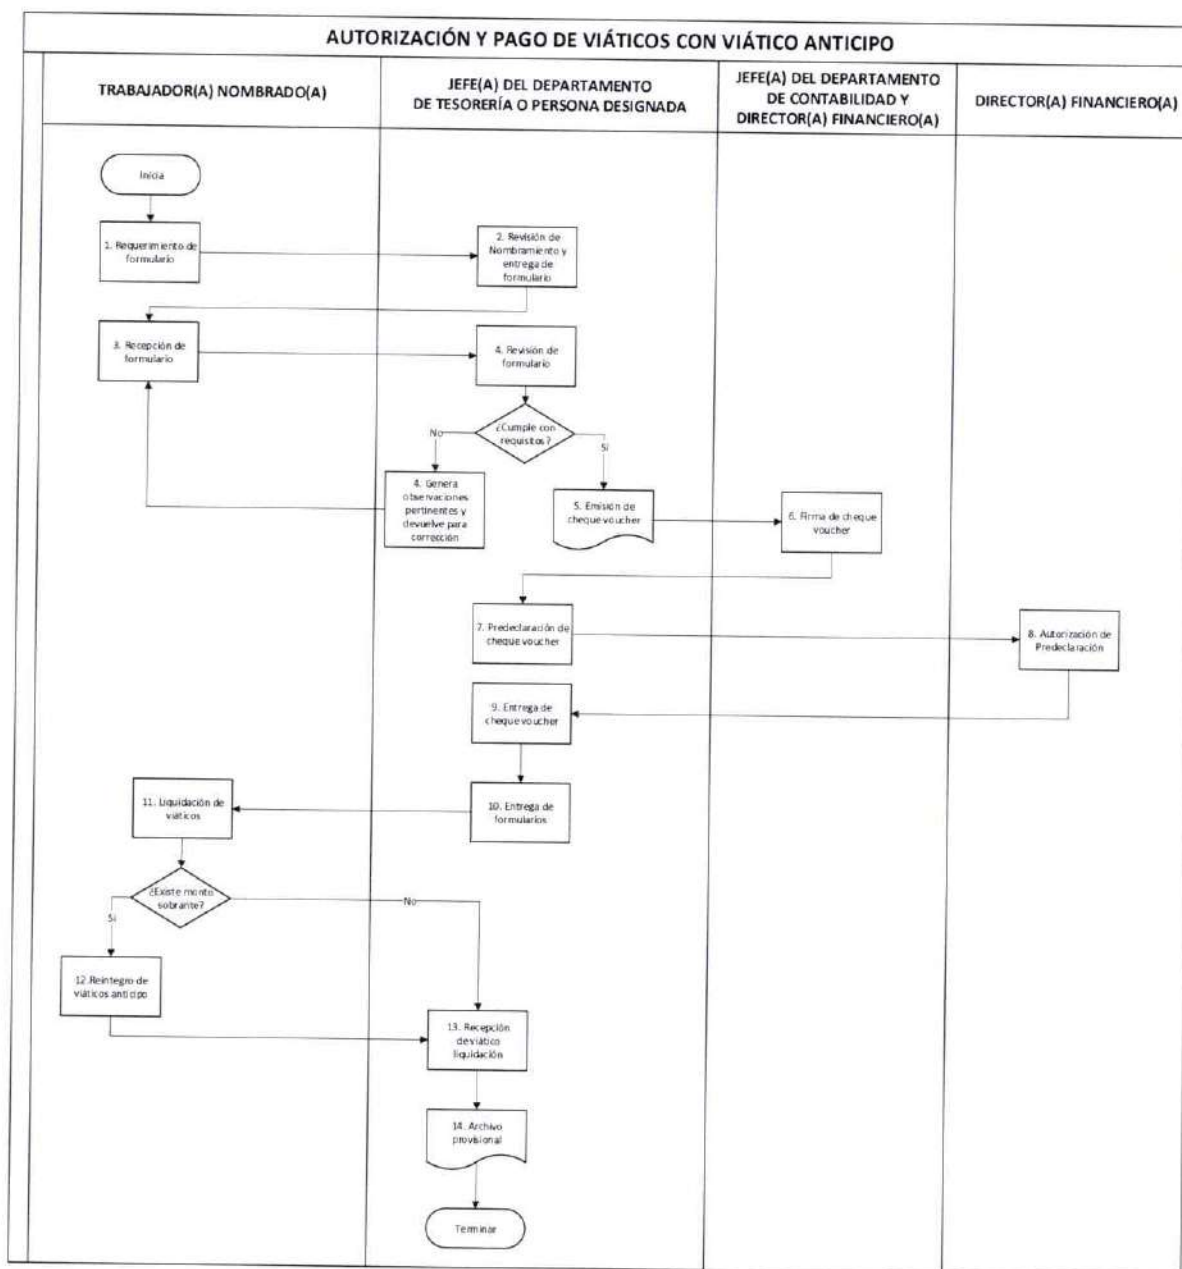 AUTORIZACIÓN Y PAGO DE VIÁTICOS CON VIÁTICO ANTICIPO
TRABAJADOR(A) NOMBRADO(A)
JEFE(A) DEL DEPARTAMENTO
DE TESORERÍA O PERSONA DESIGNADA
JEFE(A) DEL DEPARTAMENTO
DE CONTABILIDAD Y
DIRECTOR(A) FINANCIERO(A)
DIRECTOR(A) FINANCIERO(A)
Inicia
1. Requerimiento de
formulario
2. Revisión de
Nombramiento y
entrega de
formulario
3. Recepción de
formulario
4. Revisión de
formulario
¿Cumple con
requisitos?
No
Sí
4. Genera
observaciones
pertinentes y
devuelve para
corrección
5. Emisión de
cheque voucher
6. Firma de cheque
voucher
7. Predeclaración de
cheque voucher
8. Autorización de
Predeclaración
9. Entrega de
cheque voucher
10. Entrega de
formularios
11. Liquidación de
viáticos
¿Existe monto
sobrante?
Sí
No
12.Reintegro de
viáticos anticipo
13. Recepción
de viático
liquidación
14. Archivo
provisional
Terminar